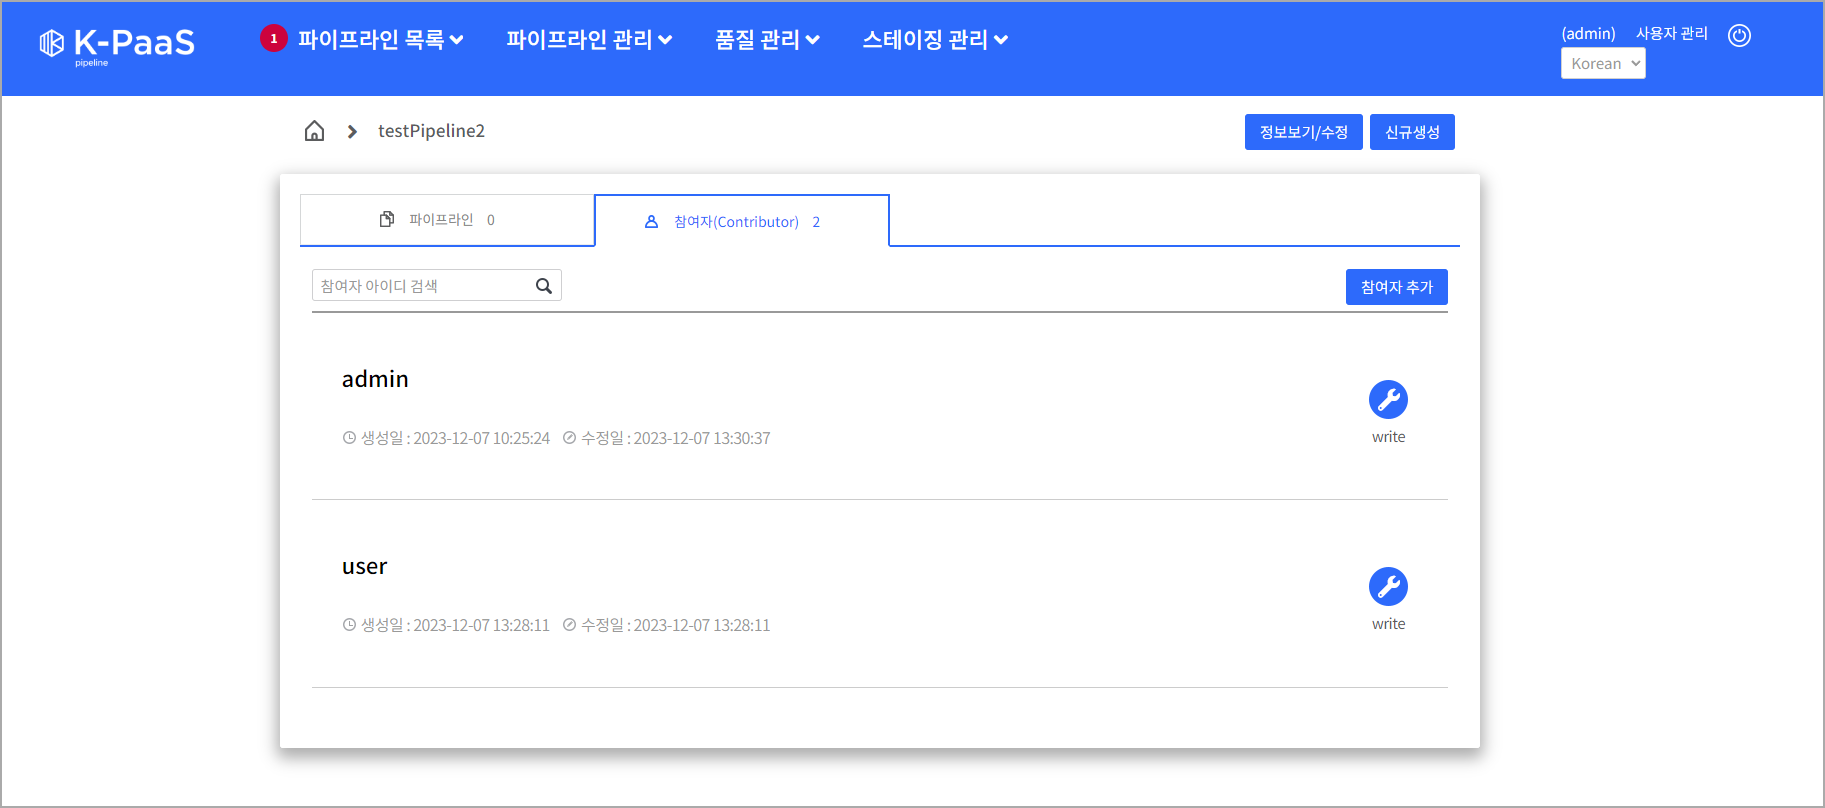 K-PaaS
pipeline
1 파이프라인 목록
파이프라인 관리
품질 관리
스테이징 관리
(admin) 사용자 관리
Korean
testPipeline2
정보보기/수정
신규생성
파이프라인 0
참여자(Contributor) 2
참여자 아이디 검색
참여자 추가
admin
생성일 : 2023-12-07 10:25:24 수정일 : 2023-12-07 13:30:37
write
user
생성일 : 2023-12-07 13:28:11 수정일 : 2023-12-07 13:28:11
write